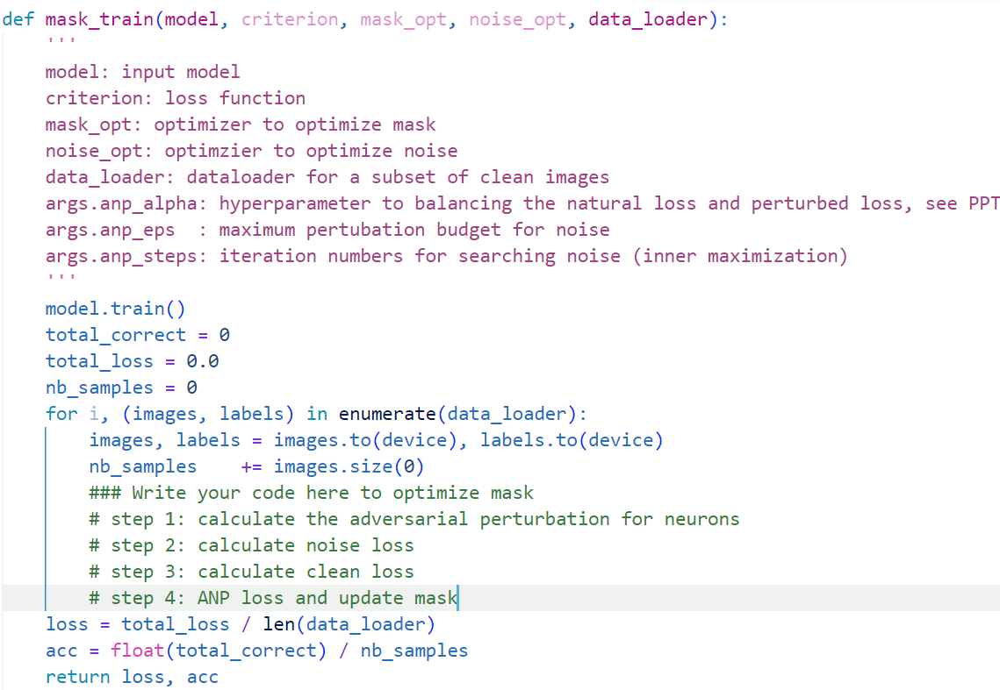 def mask_train(model, criterion, mask_opt, noise_opt, data_loader):
    '''
    model: input model
    criterion: loss function
    mask_opt: optimizer to optimize mask
    noise_opt: optimzier to optimize noise
    data_loader: dataloader for a subset of clean images
    args.anp_alpha: hyperparameter to balancing the natural loss and perturbed loss, see PPT
    args.anp_eps  : maximum pertubation budget for noise
    args.anp_steps: iteration numbers for searching noise (inner maximization)
    '''
    model.train()
    total_correct = 0
    total_loss = 0.0
    nb_samples = 0
    for i, (images, labels) in enumerate(data_loader):
        images, labels = images.to(device), labels.to(device)
        nb_samples    += images.size(0)
        ### Write your code here to optimize mask
        # step 1: calculate the adversarial perturbation for neurons
        # step 2: calculate noise loss
        # step 3: calculate clean loss
        # step 4: ANP loss and update mask
    loss = total_loss / len(data_loader)
    acc = float(total_correct) / nb_samples
    return loss, acc